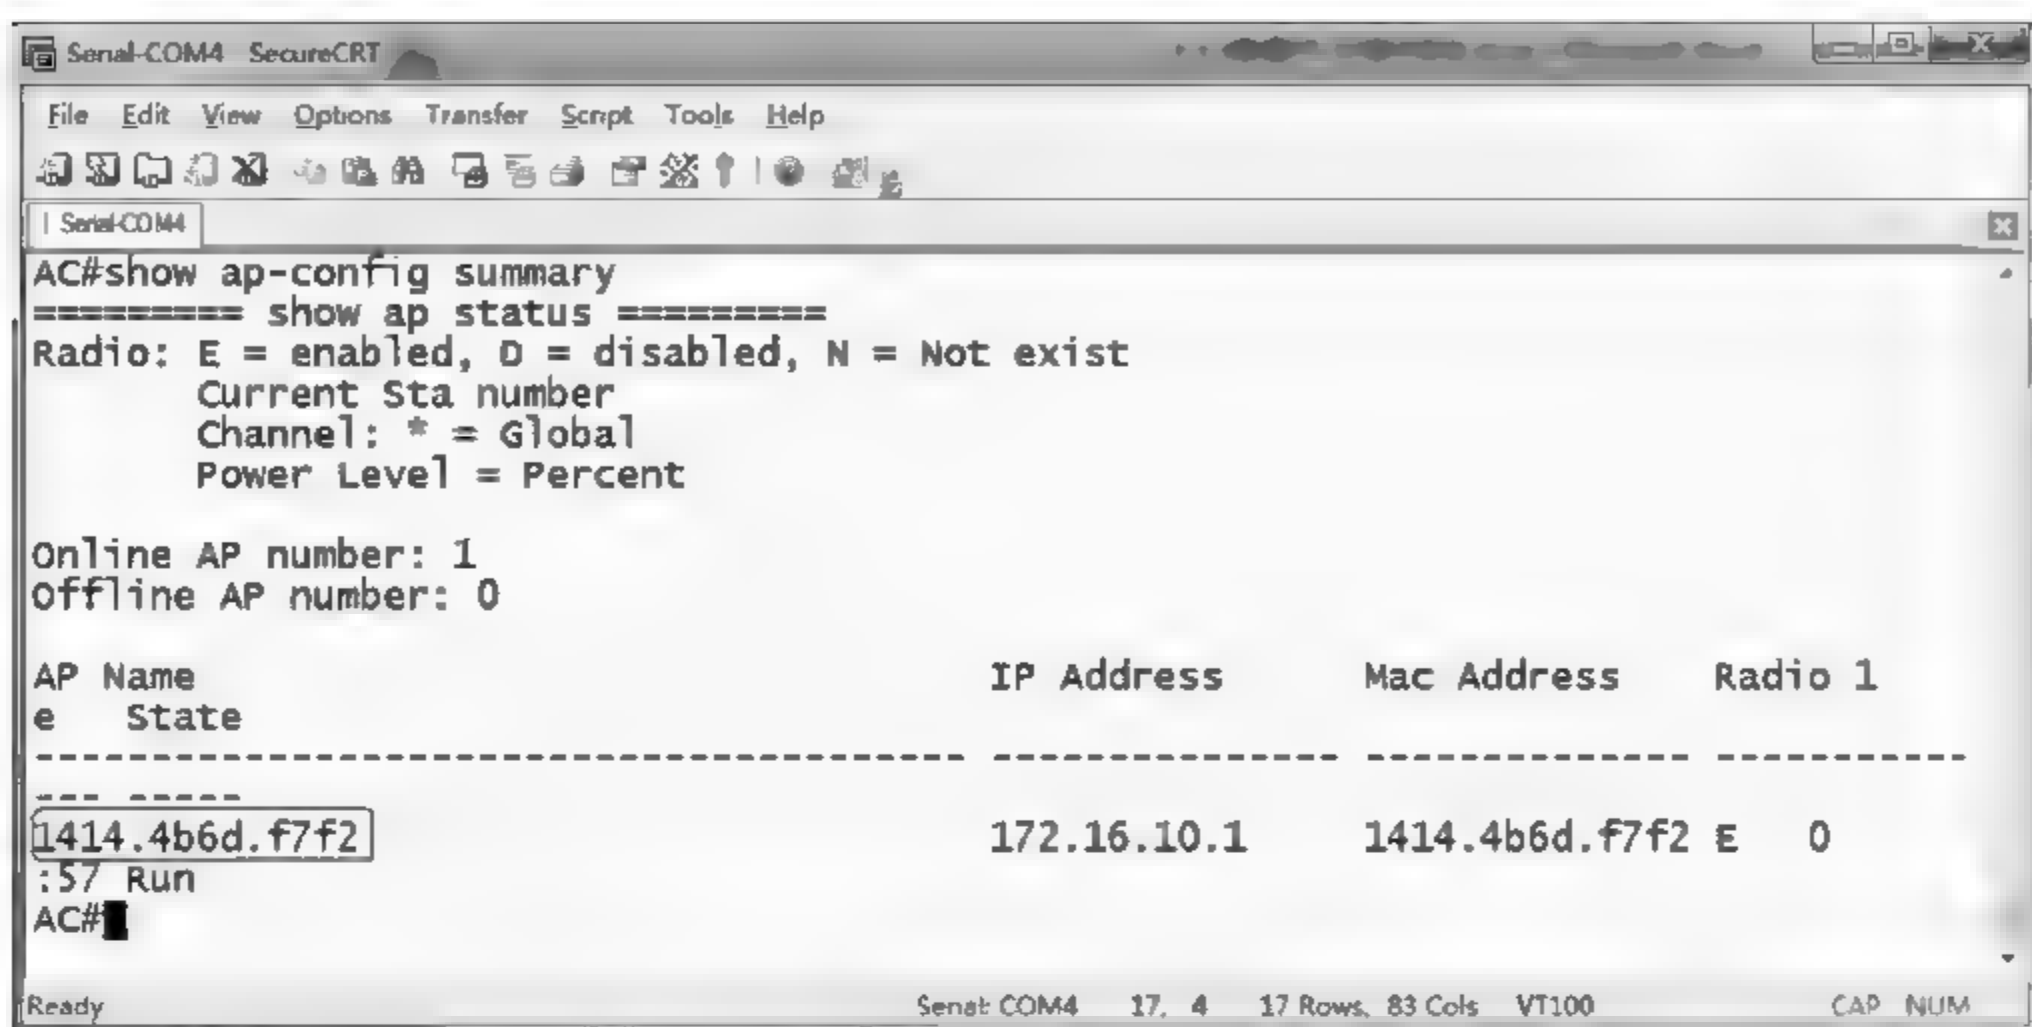 Serial-COM4 SecureCRT
File Edit View Options Transfer Script Tools Help
Serial-COM4
AC#show ap-config summary
========= show ap status =========
Radio: E = enabled, D = disabled, N = Not exist
Current Sta number
Channel: * = Global
Power Level = Percent
Online AP number: 1
Offline AP number: 0
AP Name IP Address Mac Address Radio 1
e State
---------------------------------------- --------------- -------------- -----------
--- -----
1414.4b6d.f7f2 172.16.10.1 1414.4b6d.f7f2 E 0
:57 Run
AC#
Ready Serial: COM4 17, 4 17 Rows, 83 Cols VT100 CAP NUM